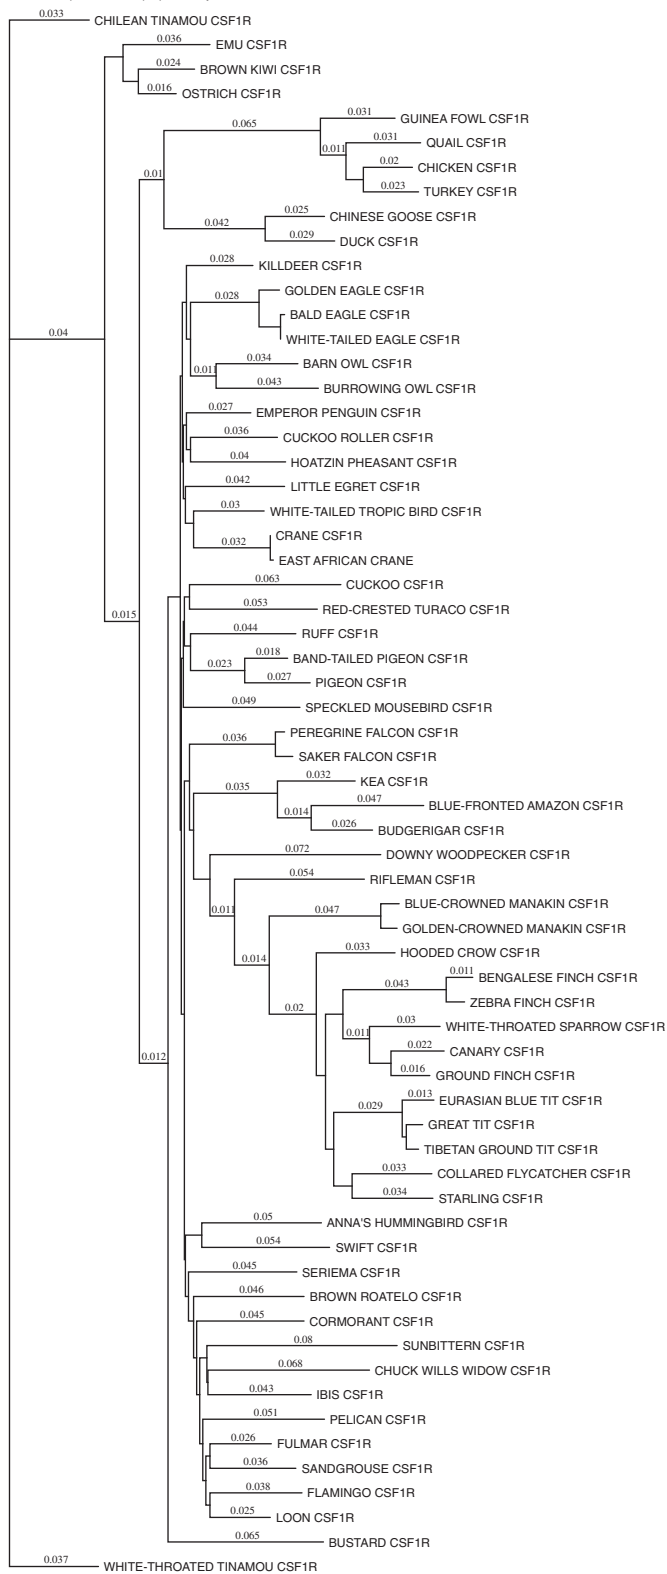 0.033
CHILEAN TINAMOU CSF1R
0.036
EMU CSF1R
0.024
BROWN KIWI CSF1R
0.016
OSTRICH CSF1R
0.031
GUINEA FOWL CSF1R
0.065
0.031
QUAIL CSF1R
0.011
0.02
CHICKEN CSF1R
0.01
0.023
TURKEY CSF1R
0.025
CHINESE GOOSE CSF1R
0.042
0.029
DUCK CSF1R
0.028
KILLDEER CSF1R
GOLDEN EAGLE CSF1R
0.028
BALD EAGLE CSF1R
0.04
WHITE-TAILED EAGLE CSF1R
0.034
BARN OWL CSF1R
0.011
0.043
BURROWING OWL CSF1R
0.027
EMPEROR PENGUIN CSF1R
0.036
CUCKOO ROLLER CSF1R
0.04
HOATZIN PHEASANT CSF1R
0.042
LITTLE EGRET CSF1R
0.03
WHITE-TAILED TROPIC BIRD CSF1R
CRANE CSF1R
0.032
EAST AFRICAN CRANE
0.063
CUCKOO CSF1R
0.053
RED-CRESTED TURACO CSF1R
0.015
0.044
RUFF CSF1R
0.018
BAND-TAILED PIGEON CSF1R
0.023
0.027
PIGEON CSF1R
0.049
SPECKLED MOUSEBIRD CSF1R
PEREGRINE FALCON CSF1R
0.036
SAKER FALCON CSF1R
0.032
KEA CSF1R
0.035
0.047
BLUE-FRONTED AMAZON CSF1R
0.014
0.026
BUDGERIGAR CSF1R
0.072
DOWNY WOODPECKER CSF1R
0.054
RIFLEMAN CSF1R
BLUE-CROWNED MANAKIN CSF1R
0.011
0.047
GOLDEN-CROWNED MANAKIN CSF1R
0.033
HOODED CROW CSF1R
0.014
0.011
BENGALESE FINCH CSF1R
0.043
ZEBRA FINCH CSF1R
0.02
0.03
WHITE-THROATED SPARROW CSF1R
0.011
0.022
CANARY CSF1R
0.012
0.016
GROUND FINCH CSF1R
0.013
EURASIAN BLUE TIT CSF1R
0.029
GREAT TIT CSF1R
TIBETAN GROUND TIT CSF1R
0.033
COLLARED FLYCATCHER CSF1R
0.034
STARLING CSF1R
0.05
ANNA'S HUMMINGBIRD CSF1R
0.054
SWIFT CSF1R
0.045
SERIEMA CSF1R
0.046
BROWN ROATELO CSF1R
0.045
CORMORANT CSF1R
0.08
SUNBITTERN CSF1R
0.068
CHUCK WILLS WIDOW CSF1R
0.043
IBIS CSF1R
0.051
PELICAN CSF1R
0.026
FULMAR CSF1R
0.036
SANDGROUSE CSF1R
0.038
FLAMINGO CSF1R
0.025
LOON CSF1R
0.065
BUSTARD CSF1R
0.037
WHITE-THROATED TINAMOU CSF1R